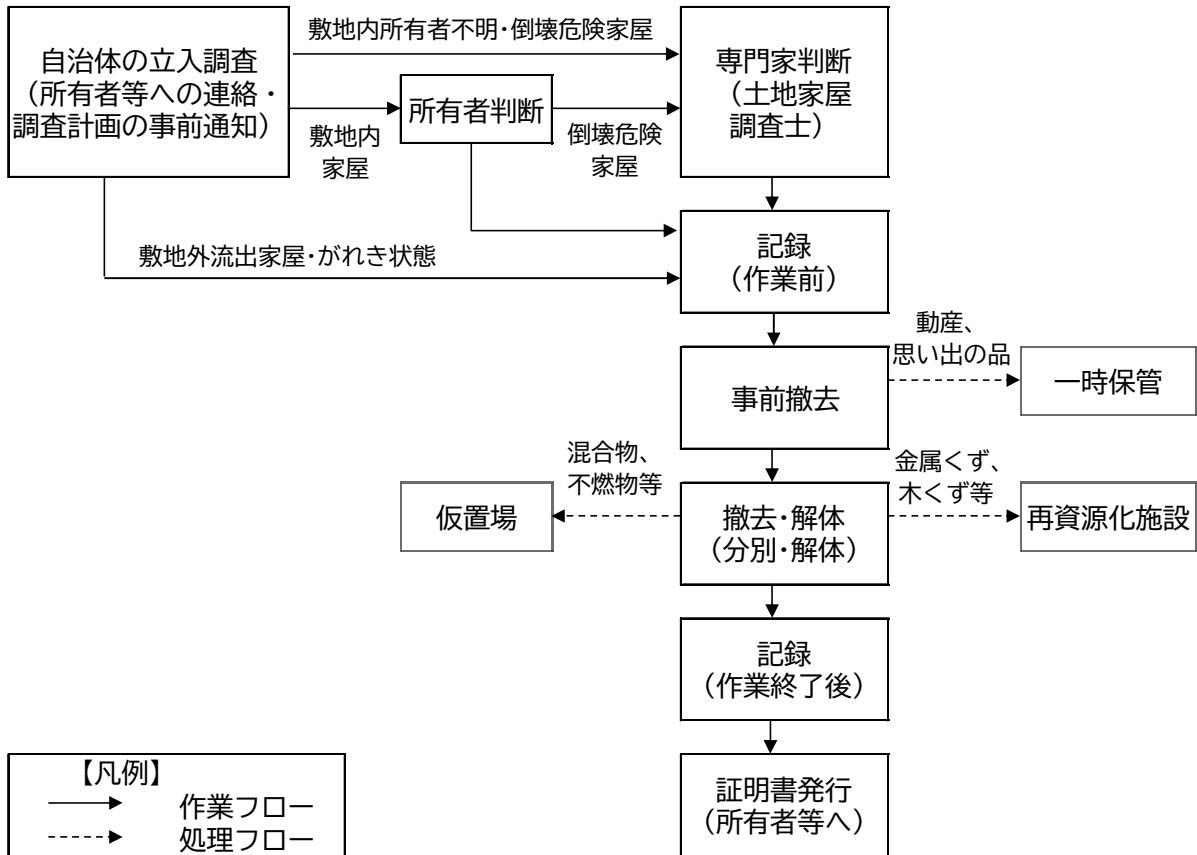 敷地内所有者不明・倒壊危険家屋
自治体の立入調査
（所有者等への連絡・
調査計画の事前通知）
所有者判断
敷地内
家屋
倒壊危険
家屋
専門家判断
（土地家屋
調査士）
敷地外流出家屋・がれき状態
記録
（作業前）
動産、
思い出の品
事前撤去
一時保管
混合物、
不燃物等
金属くず、
木くず等
仮置場
撤去・解体
（分別・解体）
再資源化施設
記録
（作業終了後）
証明書発行
（所有者等へ）
【凡例】
作業フロー
処理フロー